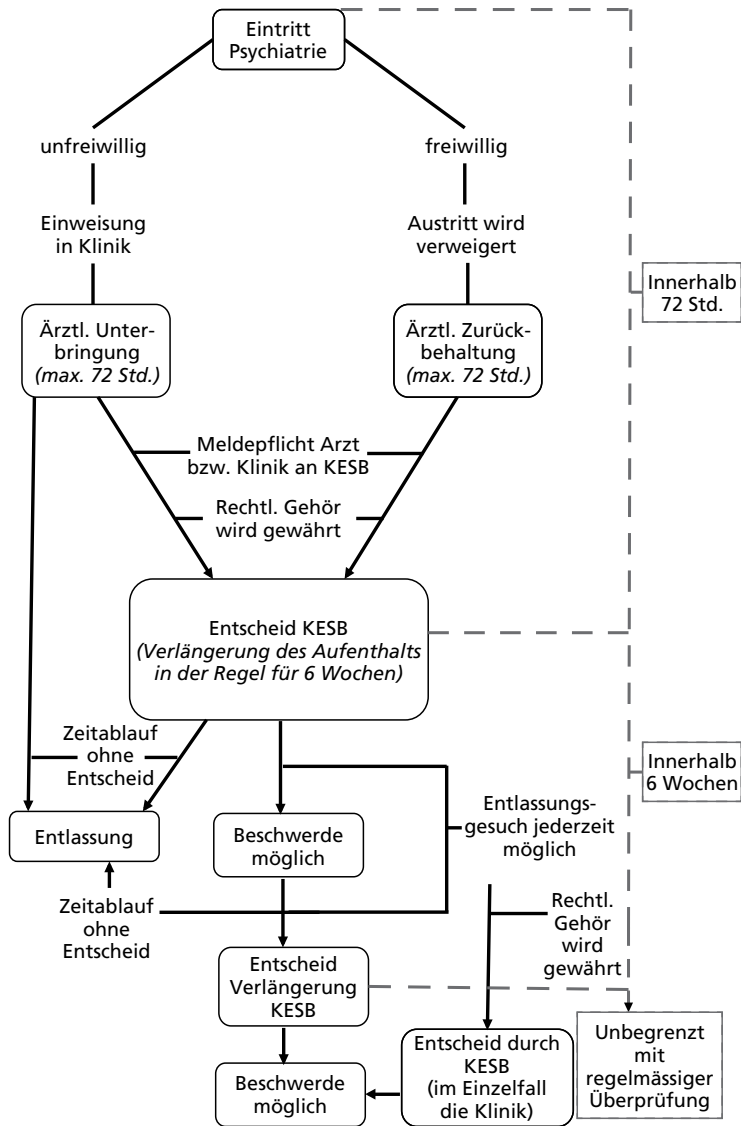 Eintritt
Psychiatrie
unfreiwillig
freiwillig
Einweisung
in Klinik
Austritt wird
verweigert
Innerhalb
72 Std.
Ärztl. Unter-
bringung
(max. 72 Std.)
Ärztl. Zurück-
behaltung
(max. 72 Std.)
Meldepflicht Arzt
bzw. Klinik an KESB
Rechtl. Gehör
wird gewährt
Entscheid KESB
(Verlängerung des Aufenthalts
in der Regel für 6 Wochen)
Zeitablauf
ohne
Entscheid
Innerhalb
6 Wochen
Entlassung
Beschwerde
möglich
Entlassungs-
gesuch jederzeit
möglich
Zeitablauf
ohne
Entscheid
Rechtl.
Gehör
wird
gewährt
Entscheid
Verlängerung
KESB
Unbegrenzt
mit
regelmässiger
Überprüfung
Entscheid durch
KESB
(im Einzelfall
die Klinik)
Beschwerde
möglich